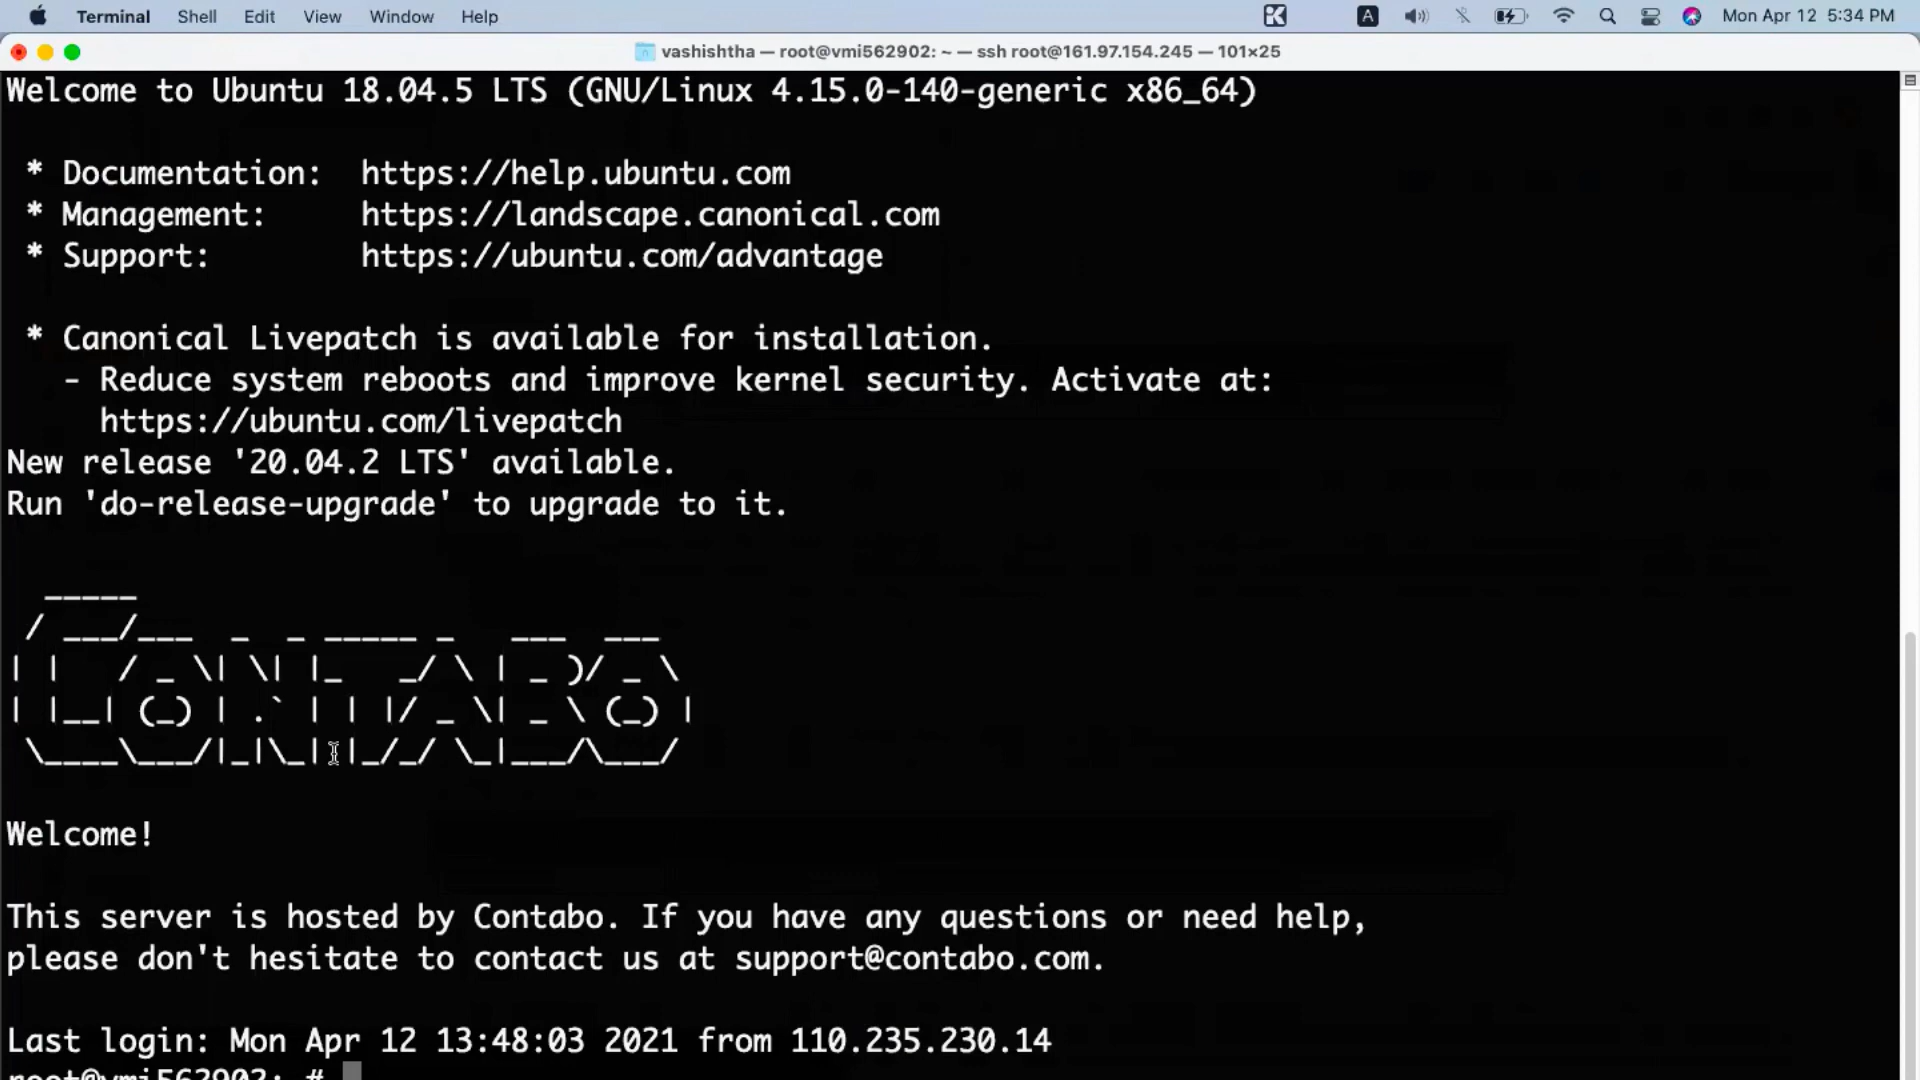 Terminal Shell Edit View Window Help A Mon Apr 12 5:34 PM
vashishtha — root@vmi562902: ~ — ssh root@161.97.154.245 — 101×25
Welcome to Ubuntu 18.04.5 LTS (GNU/Linux 4.15.0-140-generic x86_64)
* Documentation: https://help.ubuntu.com
* Management: https://landscape.canonical.com
* Support: https://ubuntu.com/advantage
* Canonical Livepatch is available for installation.
- Reduce system reboots and improve kernel security. Activate at:
https://ubuntu.com/livepatch
New release '20.04.2 LTS' available.
Run 'do-release-upgrade' to upgrade to it.
CONTABO
Welcome!
This server is hosted by Contabo. If you have any questions or need help,
please don't hesitate to contact us at support@contabo.com.
Last login: Mon Apr 12 13:48:03 2021 from 110.235.230.14
root@vmi562902:~#